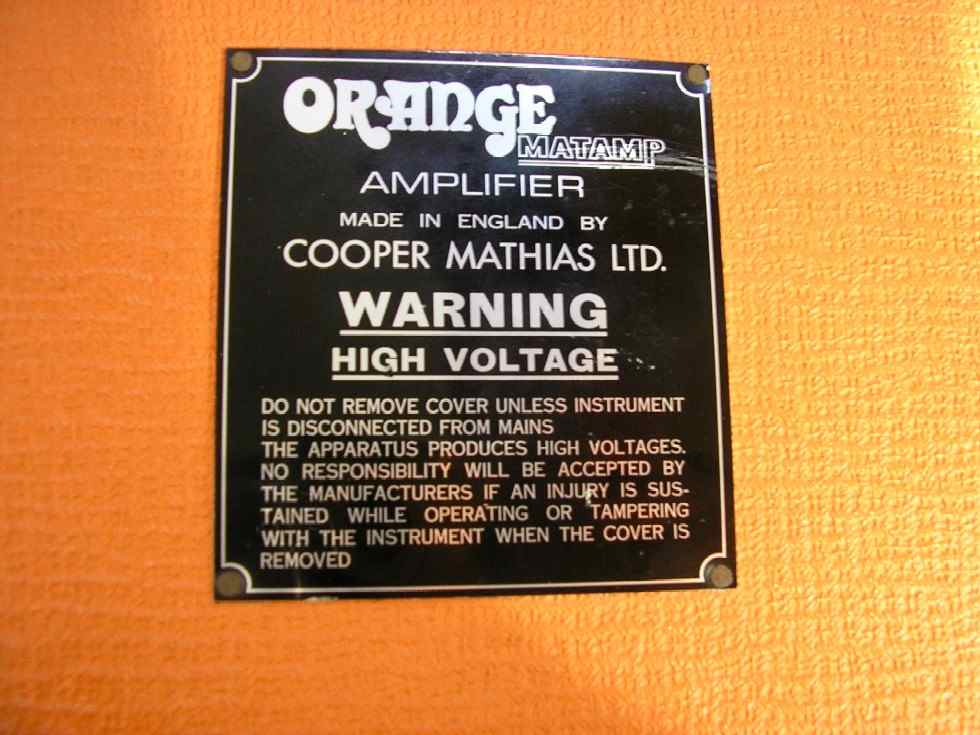 ORANGE
MATAMP
AMPLIFIER
MADE IN ENGLAND BY
COOPER MATHIAS LTD.
WARNING
HIGH VOLTAGE
DO NOT REMOVE COVER UNLESS INSTRUMENT
IS DISCONNECTED FROM MAINS
THE APPARATUS PRODUCES HIGH VOLTAGES.
NO RESPONSIBILITY WILL BE ACCEPTED BY
THE MANUFACTURERS IF AN INJURY IS SUS-
TAINED WHILE OPERATING OR TAMPERING
WITH THE INSTRUMENT WHEN THE COVER IS
REMOVED